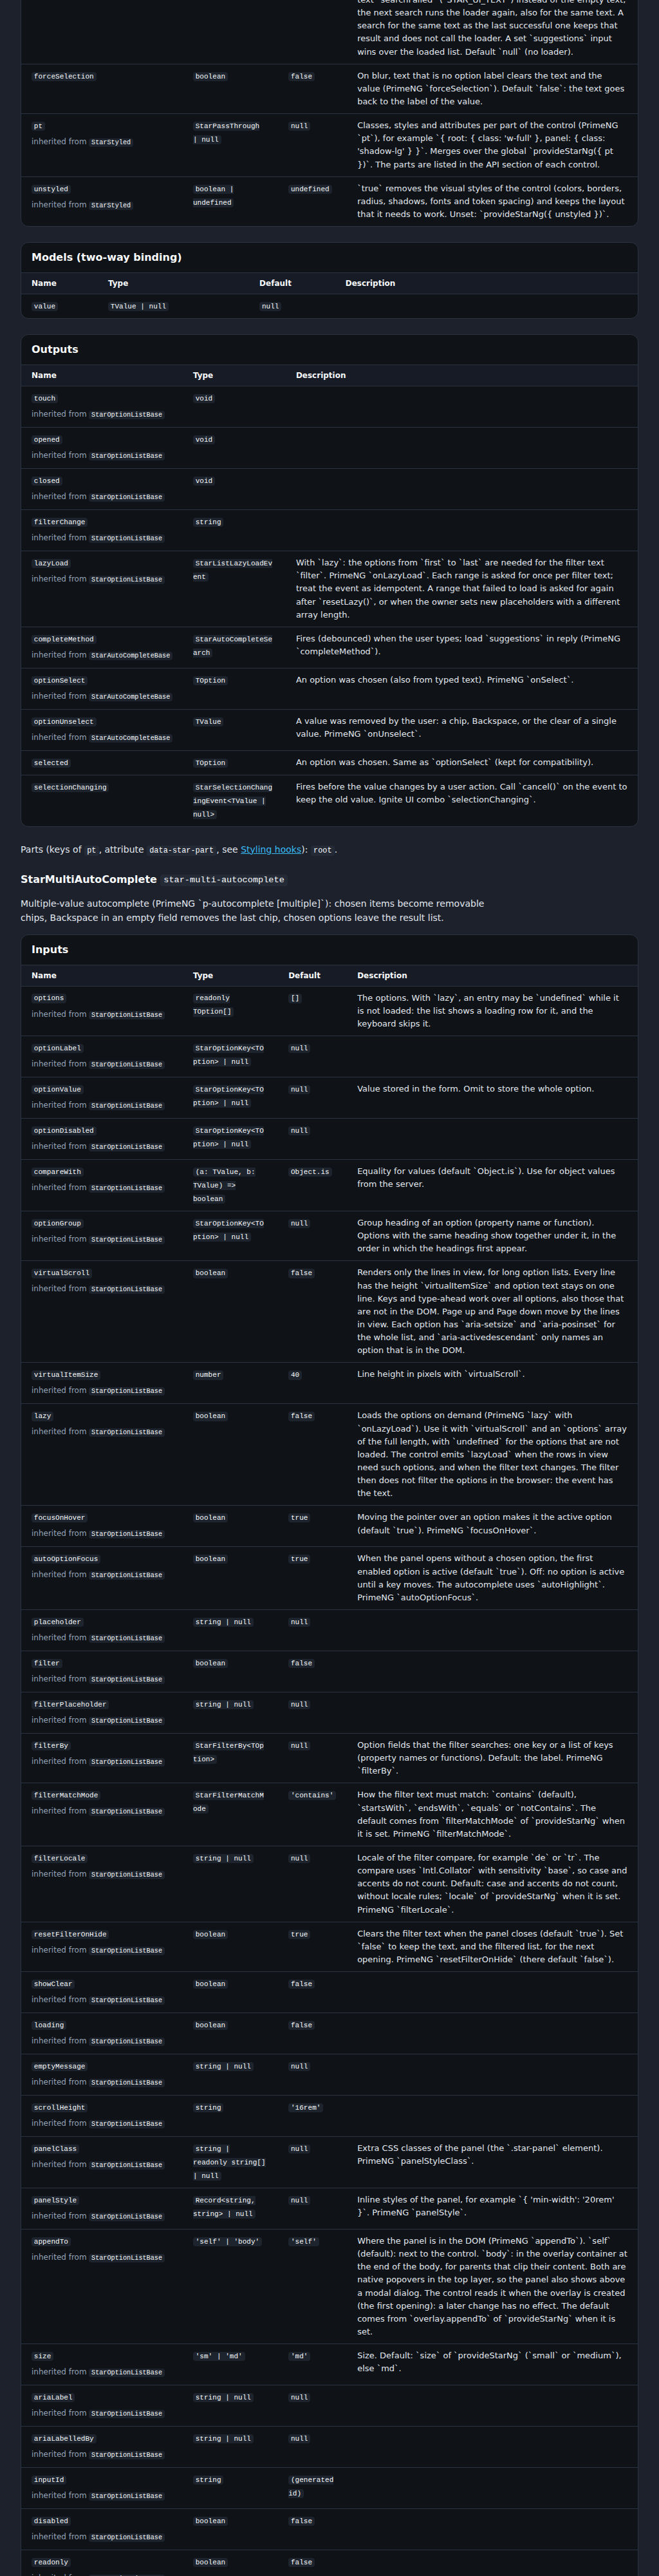 the next search runs the loader again, also for the same text. A
search for the same text as the last successful one keeps that
result and does not call the loader. A set `suggestions` input
wins over the loaded list. Default `null` (no loader).
forceSelection boolean false On blur, text that is no option label clears the text and the
value (PrimeNG `forceSelection`). Default `false`: the text goes
back to the label of the value.
pt StarPassThrough null Classes, styles and attributes per part of the control (PrimeNG
inherited from StarStyled | null `pt`), for example `{ root: { class: 'w-full' }, panel: { class:
'shadow-lg' } }`. Merges over the global `provideStarNg({ pt
})`. The parts are listed in the API section of each control.
unstyled boolean | undefined `true` removes the visual styles of the control (colors, borders,
inherited from StarStyled undefined radius, shadows, fonts and token spacing) and keeps the layout
that it needs to work. Unset: `provideStarNg({ unstyled })`.
Models (two-way binding)
Name Type Default Description
value TValue | null null
Outputs
Name Type Description
touch void
inherited from StarOptionListBase
opened void
inherited from StarOptionListBase
closed void
inherited from StarOptionListBase
filterChange string
inherited from StarOptionListBase
lazyLoad StarListLazyLoadEv With `lazy`: the options from `first` to `last` are needed for the filter text
inherited from StarOptionListBase ent `filter`. PrimeNG `onLazyLoad`. Each range is asked for once per filter text;
treat the event as idempotent. A range that failed to load is asked for again
after `resetLazy()`, or when the owner sets new placeholders with a different
array length.
completeMethod StarAutoCompleteSe Fires (debounced) when the user types; load `suggestions` in reply (PrimeNG
inherited from StarAutoCompleteBase arch `completeMethod`).
optionSelect TOption An option was chosen (also from typed text). PrimeNG `onSelect`.
inherited from StarAutoCompleteBase
optionUnselect TValue A value was removed by the user: a chip, Backspace, or the clear of a single
inherited from StarAutoCompleteBase value. PrimeNG `onUnselect`.
selected TOption An option was chosen. Same as `optionSelect` (kept for compatibility).
selectionChanging StarSelectionChang Fires before the value changes by a user action. Call `cancel()` on the event to
ingEvent<TValue | keep the old value. Ignite UI combo `selectionChanging`.
null>
Parts (keys of pt, attribute data-star-part, see Styling hooks): root.
StarMultiAutoComplete star-multi-autocomplete
Multiple-value autocomplete (PrimeNG `p-autocomplete [multiple]`): chosen items become removable
chips, Backspace in an empty field removes the last chip, chosen options leave the result list.
Inputs
Name Type Default Description
options readonly [] The options. With `lazy`, an entry may be `undefined` while it
inherited from StarOptionListBase TOption[] is not loaded: the list shows a loading row for it, and the
keyboard skips it.
optionLabel StarOptionKey<TO null
inherited from StarOptionListBase ption> | null
optionValue StarOptionKey<TO null Value stored in the form. Omit to store the whole option.
inherited from StarOptionListBase ption> | null
optionDisabled StarOptionKey<TO null
inherited from StarOptionListBase ption> | null
compareWith (a: TValue, b: Object.is Equality for values (default `Object.is`). Use for object values
inherited from StarOptionListBase TValue) => from the server.
boolean
optionGroup StarOptionKey<TO null Group heading of an option (property name or function).
inherited from StarOptionListBase ption> | null Options with the same heading show together under it, in the
order in which the headings first appear.
virtualScroll boolean false Renders only the lines in view, for long option lists. Every line
inherited from StarOptionListBase has the height `virtualItemSize` and option text stays on one
line. Keys and type-ahead work over all options, also those that
are not in the DOM. Page up and Page down move by the lines
in view. Each option has `aria-setsize` and `aria-posinset` for
the whole list, and `aria-activedescendant` only names an
option that is in the DOM.
virtualItemSize number 40 Line height in pixels with `virtualScroll`.
inherited from StarOptionListBase
lazy boolean false Loads the options on demand (PrimeNG `lazy` with
inherited from StarOptionListBase `onLazyLoad`). Use it with `virtualScroll` and an `options` array
of the full length, with `undefined` for the options that are not
loaded. The control emits `lazyLoad` when the rows in view
need such options, and when the filter text changes. The filter
then does not filter the options in the browser: the event has
the text.
focusOnHover boolean true Moving the pointer over an option makes it the active option
inherited from StarOptionListBase (default `true`). PrimeNG `focusOnHover`.
autoOptionFocus boolean true When the panel opens without a chosen option, the first
inherited from StarOptionListBase enabled option is active (default `true`). Off: no option is active
until a key moves. The autocomplete uses `autoHighlight`.
PrimeNG `autoOptionFocus`.
placeholder string | null null
inherited from StarOptionListBase
filter boolean false
inherited from StarOptionListBase
filterPlaceholder string | null null
inherited from StarOptionListBase
filterBy StarFilterBy<TOp null Option fields that the filter searches: one key or a list of keys
inherited from StarOptionListBase tion> (property names or functions). Default: the label. PrimeNG
`filterBy`.
filterMatchMode StarFilterMatchM 'contains' How the filter text must match: `contains` (default),
inherited from StarOptionListBase ode `startsWith`, `endsWith`, `equals` or `notContains`. The
default comes from `filterMatchMode` of `provideStarNg` when
it is set. PrimeNG `filterMatchMode`.
filterLocale string | null null Locale of the filter compare, for example `de` or `tr`. The
inherited from StarOptionListBase compare uses `Intl.Collator` with sensitivity `base`, so case and
accents do not count. Default: case and accents do not count,
without locale rules; `locale` of `provideStarNg` when it is set.
PrimeNG `filterLocale`.
resetFilterOnHide boolean true Clears the filter text when the panel closes (default `true`). Set
inherited from StarOptionListBase `false` to keep the text, and the filtered list, for the next
opening. PrimeNG `resetFilterOnHide` (there default `false`).
showClear boolean false
inherited from StarOptionListBase
loading boolean false
inherited from StarOptionListBase
emptyMessage string | null null
inherited from StarOptionListBase
scrollHeight string '16rem'
inherited from StarOptionListBase
panelClass string | null Extra CSS classes of the panel (the `.star-panel` element).
inherited from StarOptionListBase readonly string[] PrimeNG `panelStyleClass`.
| null
panelStyle Record<string, null Inline styles of the panel, for example `{ 'min-width': '20rem'
inherited from StarOptionListBase string> | null }`. PrimeNG `panelStyle`.
appendTo 'self' | 'body' 'self' Where the panel is in the DOM (PrimeNG `appendTo`). `self`
inherited from StarOptionListBase (default): next to the control. `body`: in the overlay container at
the end of the body, for parents that clip their content. Both are
native popovers in the top layer, so the panel also shows above
a modal dialog. The control reads it when the overlay is created
(the first opening): a later change has no effect. The default
comes from `overlay.appendTo` of `provideStarNg` when it is
set.
size 'sm' | 'md' 'md' Size. Default: `size` of `provideStarNg` (`small` or `medium`),
inherited from StarOptionListBase else `md`.
ariaLabel string | null null
inherited from StarOptionListBase
ariaLabelledBy string | null null
inherited from StarOptionListBase
inputId string (generated
inherited from StarOptionListBase id)
disabled boolean false
inherited from StarOptionListBase
readonly boolean false